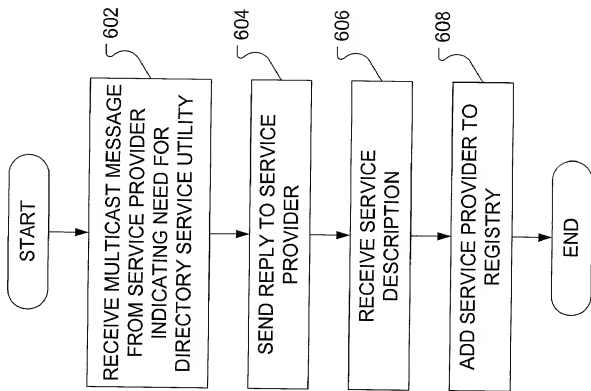 START
602
RECEIVE MULTICAST MESSAGE
FROM SERVICE PROVIDER
INDICATING NEED FOR
DIRECTORY SERVICE UTILITY
604
SEND REPLY TO SERVICE
PROVIDER
606
RECEIVE SERVICE
DESCRIPTION
608
ADD SERVICE PROVIDER TO
REGISTRY
END